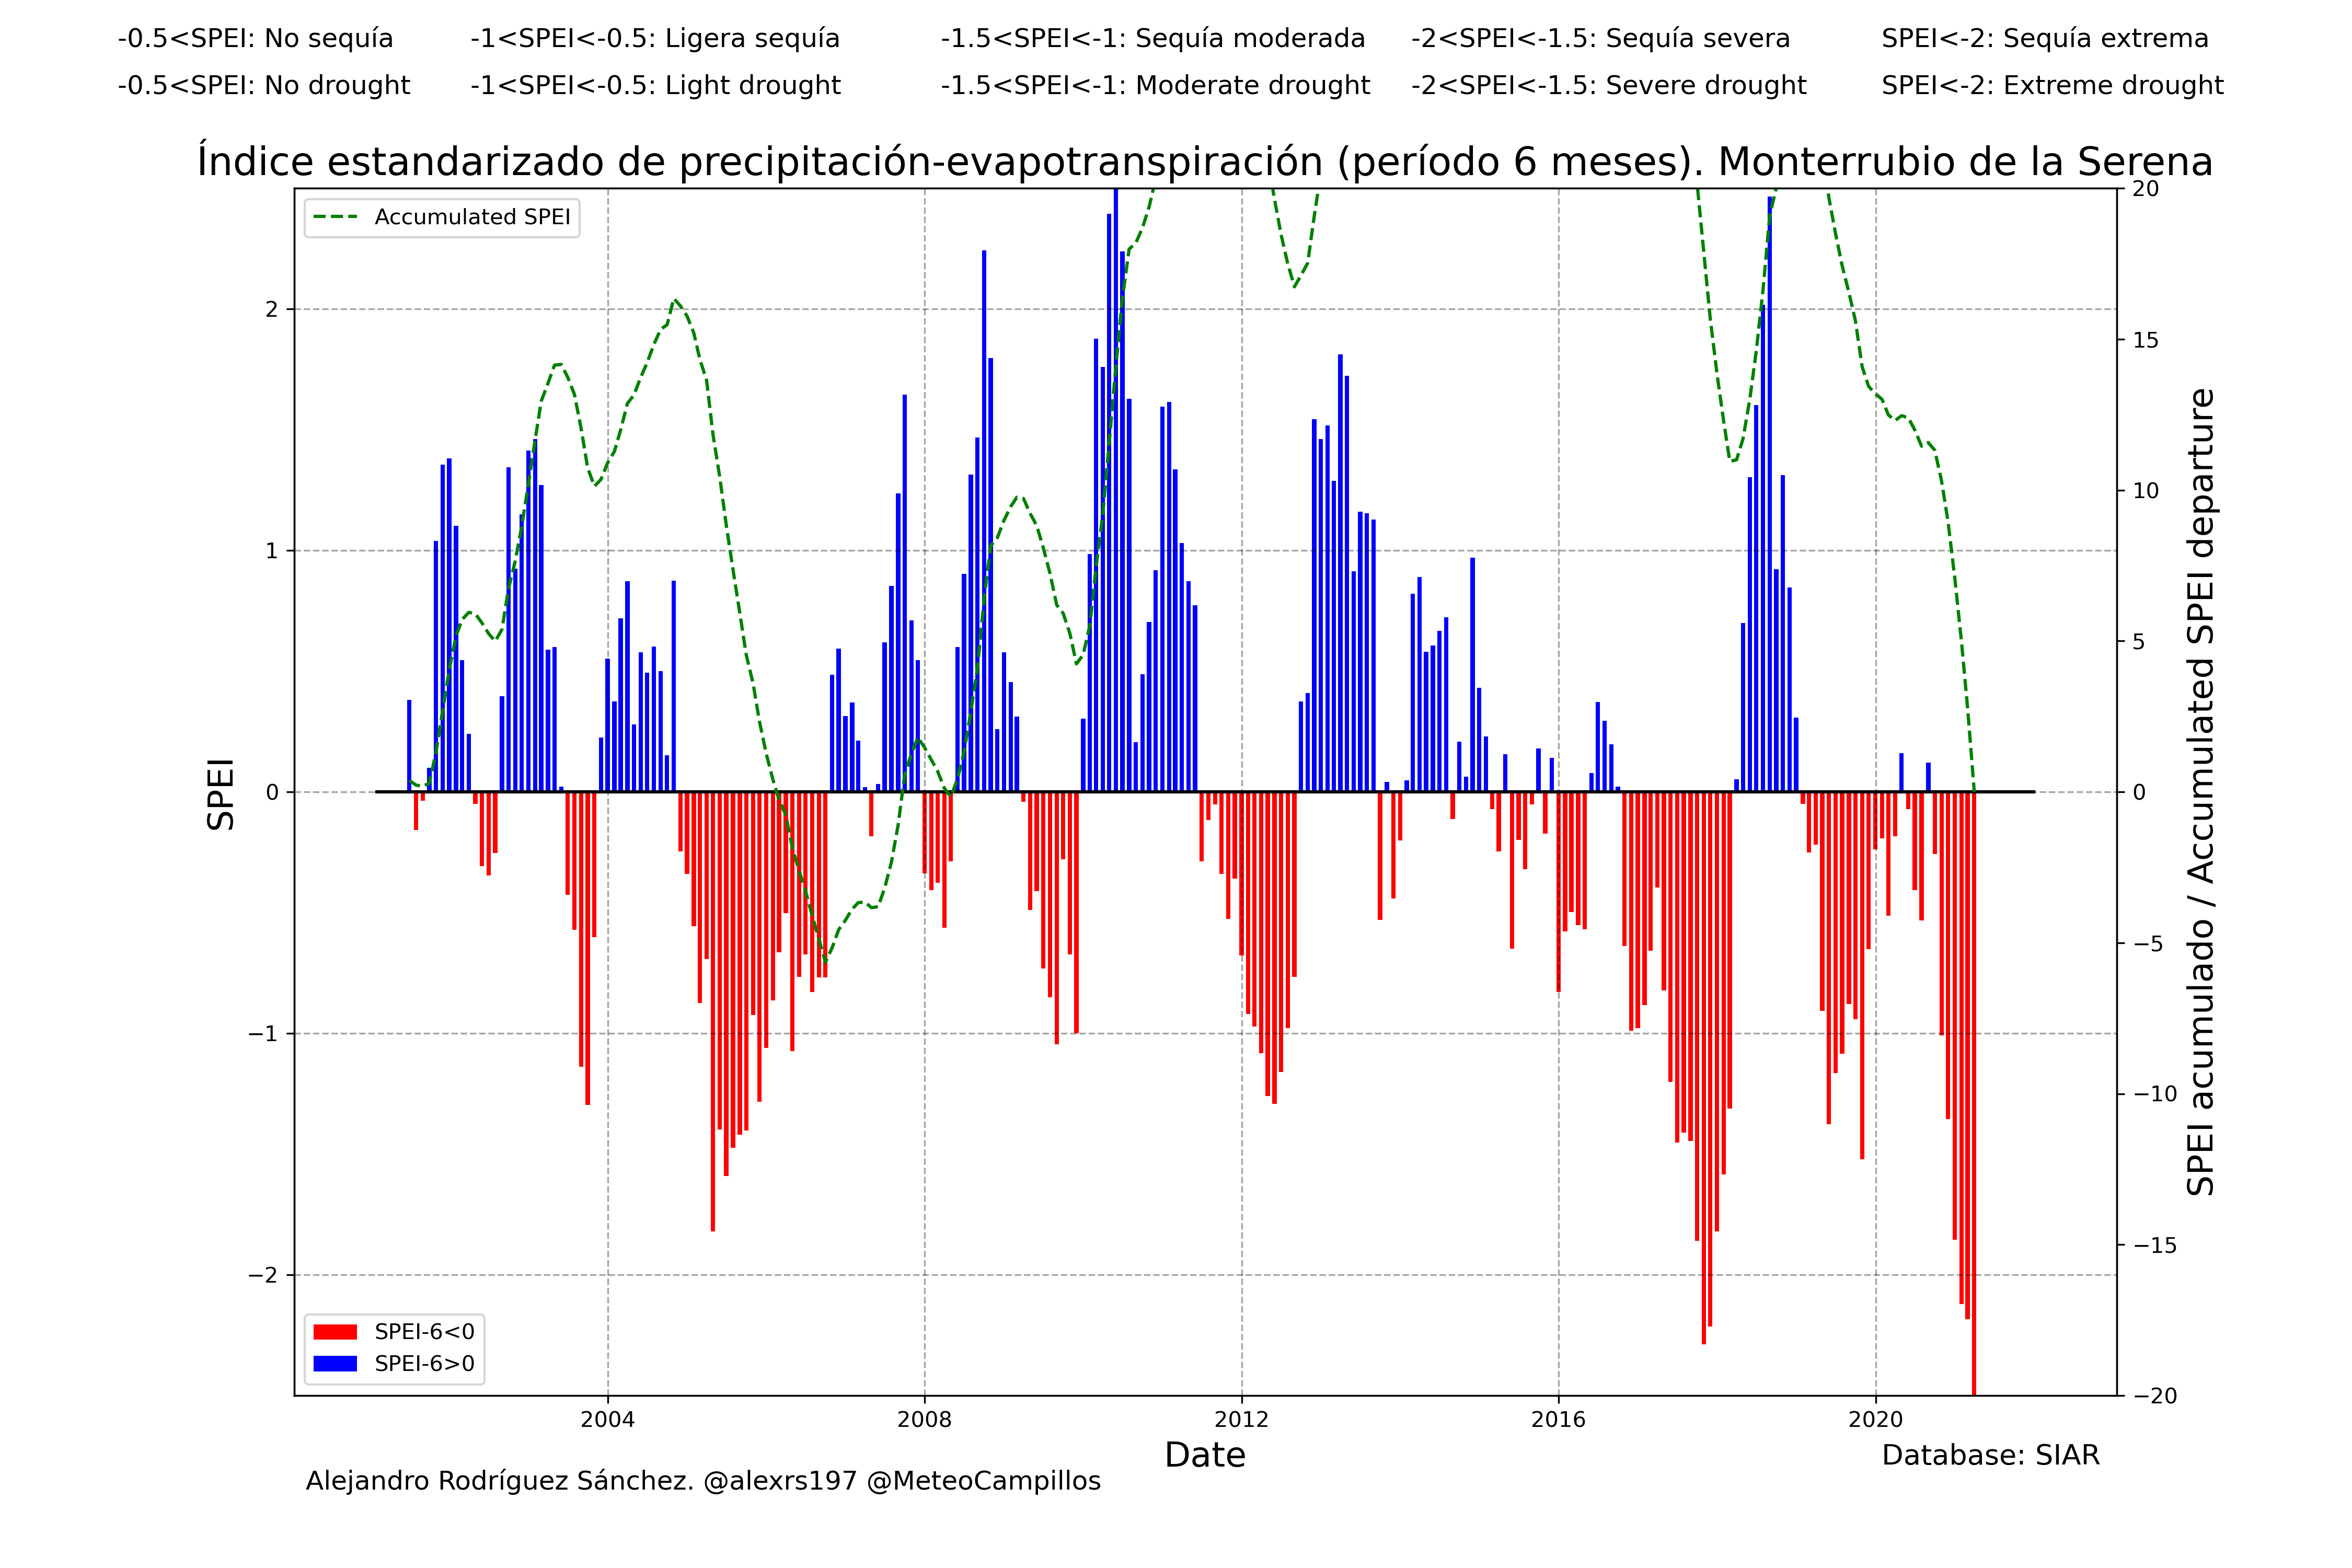 -0.5<SPEI: No sequía -1<SPEI<-0.5: Ligera sequía -1.5<SPEI<-1: Sequía moderada -2<SPEI<-1.5: Sequía severa SPEI<-2: Sequía extrema
-0.5<SPEI: No drought -1<SPEI<-0.5: Light drought -1.5<SPEI<-1: Moderate drought -2<SPEI<-1.5: Severe drought SPEI<-2: Extreme drought
Índice estandarizado de precipitación-evapotranspiración (período 6 meses). Monterrubio de la Serena
Accumulated SPEI
SPEI
2
1
0
−1
−2
20
15
10
5
0
−5
−10
−15
−20
SPEI acumulado / Accumulated SPEI departure
SPEI-6<0
SPEI-6>0
2004 2008 2012 2016 2020
Date
Database: SIAR
Alejandro Rodríguez Sánchez. @alexrs197 @MeteoCampillos